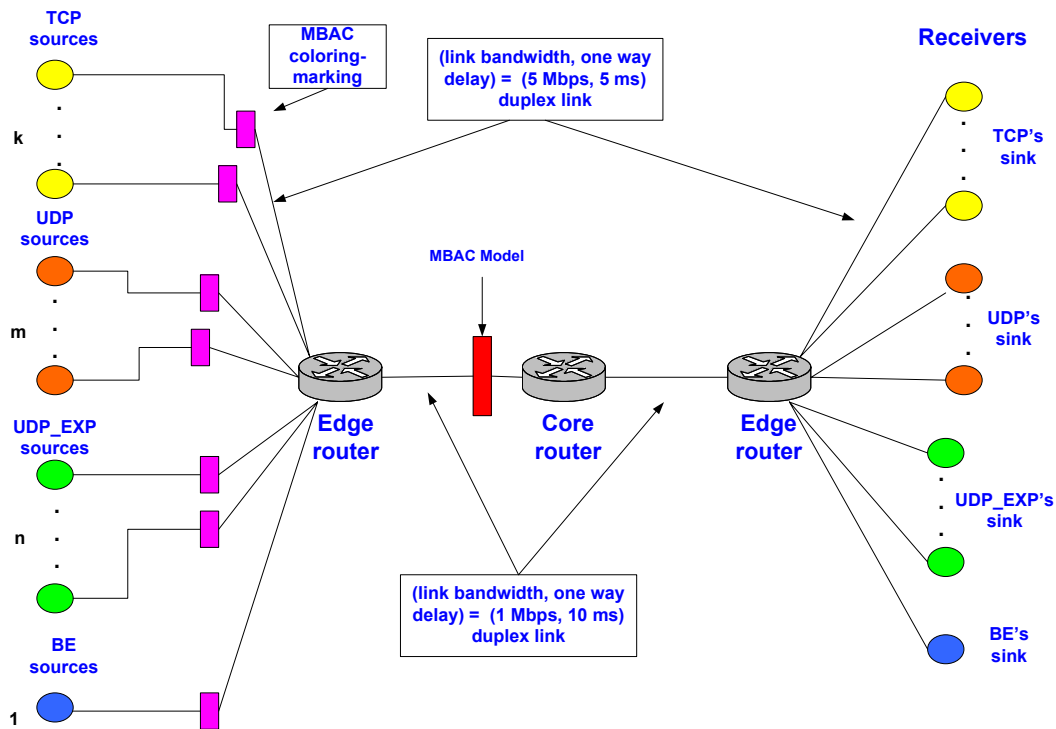 TCP
sources
k
UDP
sources
m
UDP_EXP
sources
n
BE
sources
1
MBAC
coloring-
marking
(link bandwidth, one way
delay) = (5 Mbps, 5 ms)
duplex link
MBAC Model
Edge
router
Core
router
Edge
router
(link bandwidth, one way
delay) = (1 Mbps, 10 ms)
duplex link
Receivers
TCP's
sink
UDP's
sink
UDP_EXP's
sink
BE's
sink